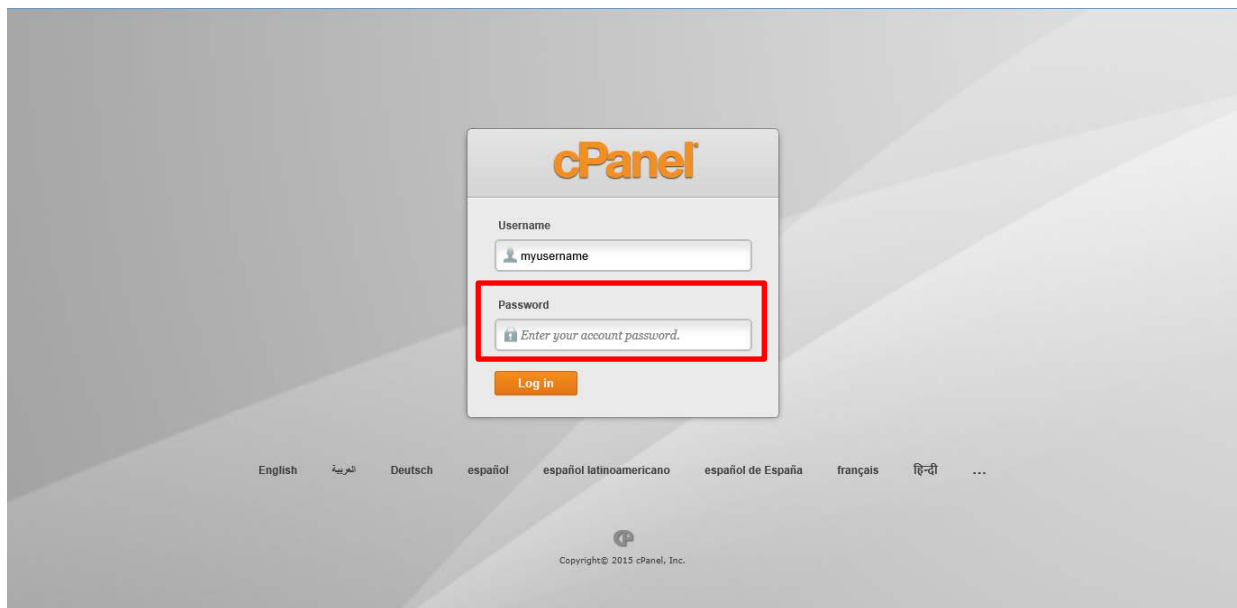 cPanel
Username
myusername
Password
Enter your account password.
Log in
English العربية Deutsch español español latinoamericano español de España français हिन्दी ...
cP
Copyright© 2015 cPanel, Inc.